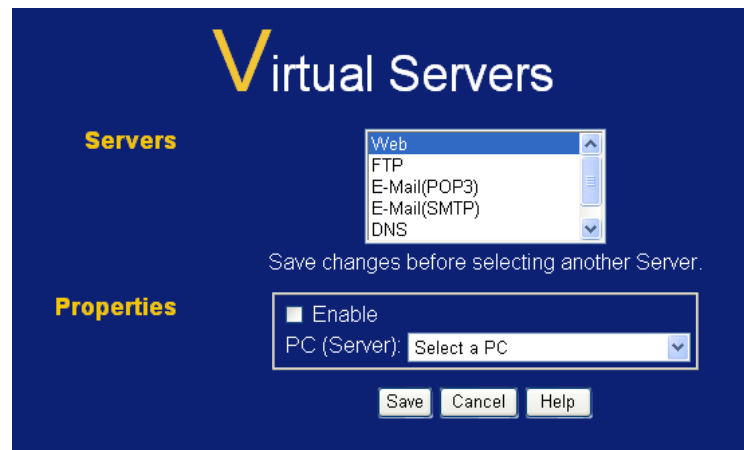 Virtual Servers
Servers
Web
FTP
E-Mail(POP3)
E-Mail(SMTP)
DNS
Save changes before selecting another Server.
Properties
Enable
PC (Server): Select a PC
Save Cancel Help